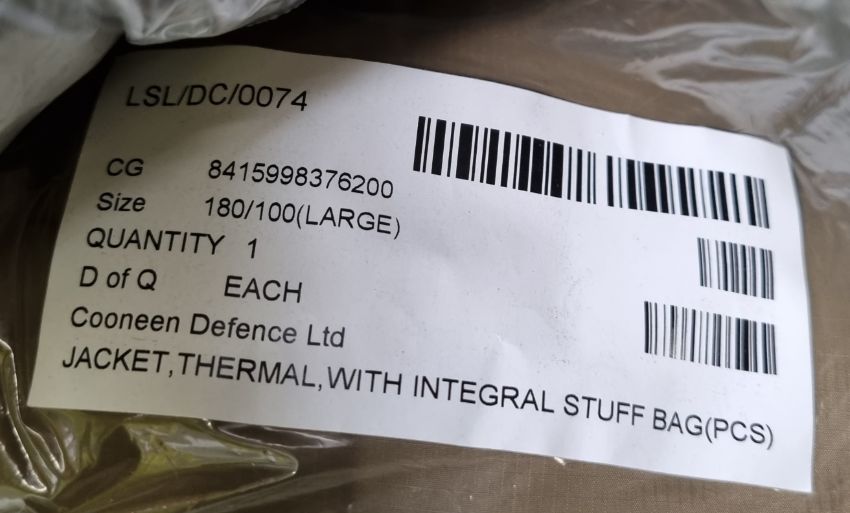 LSL/DC/0074
CG 8415998376200
Size 180/100(LARGE)
QUANTITY 1
D of Q EACH
Cooneen Defence Ltd
JACKET,THERMAL,WITH INTEGRAL STUFF BAG(PCS)